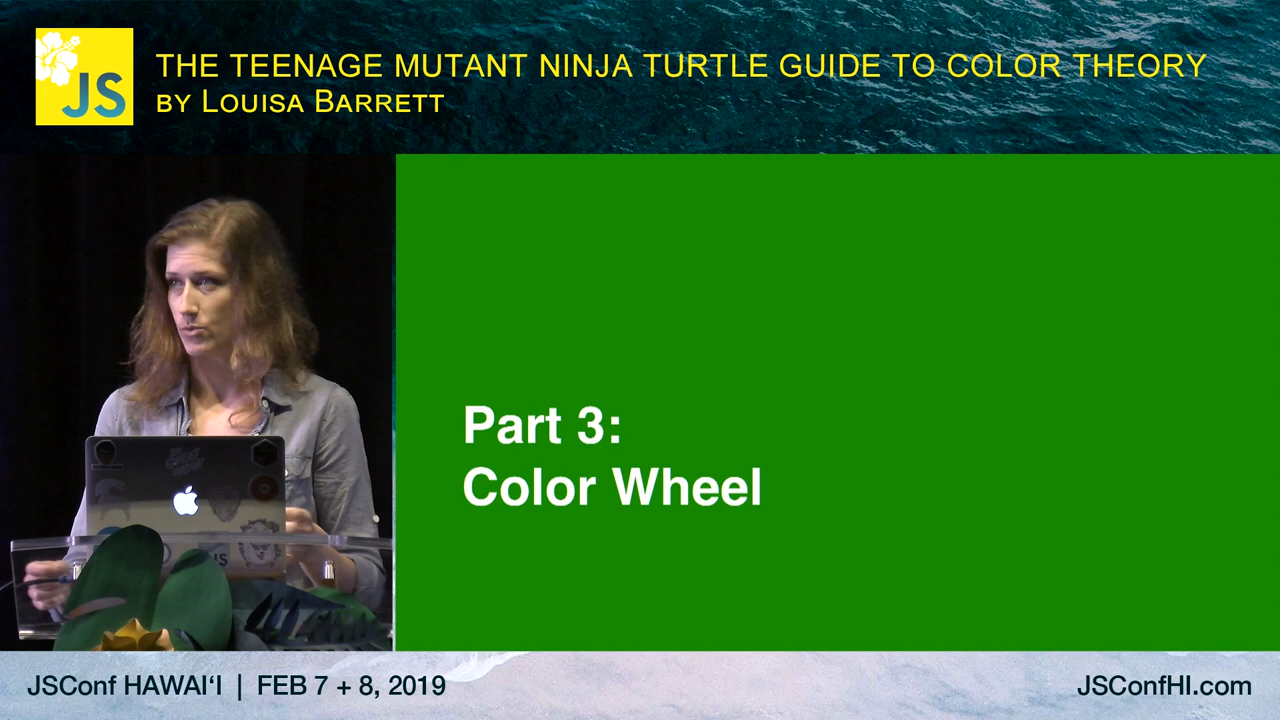 JS
THE TEENAGE MUTANT NINJA TURTLE GUIDE TO COLOR THEORY
BY LOUISA BARRETT
Part 3:
Color Wheel
JS
JSConf HAWAI‘I | FEB 7 + 8, 2019
JSConfHI.com